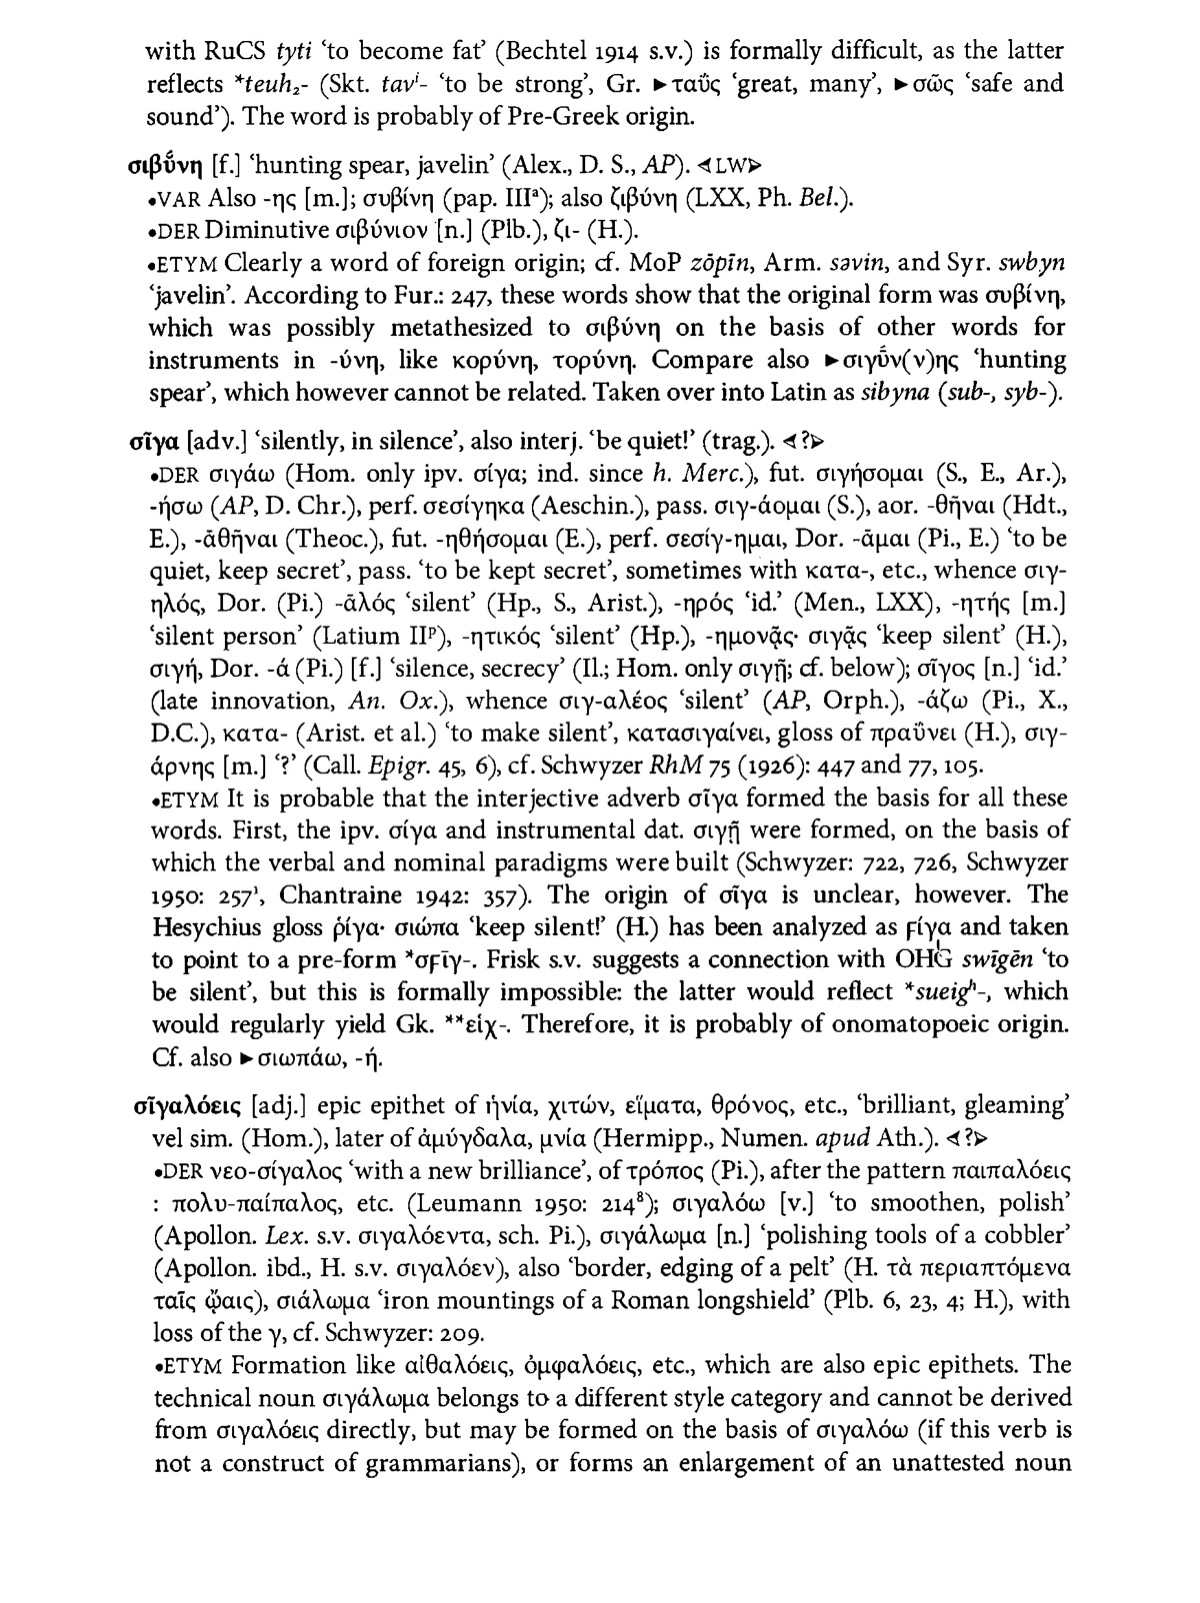 with RuCS tyti ‘to become fat’ (Bechtel 1914 s.v.) is formally difficult, as the latter
reflects *teuh₂- (Skt. tavⁱ- ‘to be strong’, Gr. ►ταΰς ‘great, many’, ►σῶς ‘safe and
sound’). The word is probably of Pre-Greek origin.
σιβῡ́νη [f.] ‘hunting spear, javelin’ (Alex., D. S., AP). ⮜LW⮞
•VAR Also -ης [m.]; συβίνη (pap. IIIᵃ); also ζιβύνη (LXX, Ph. Bel.).
•DER Diminutive σιβύνιον [n.] (Plb.), ζι- (H.).
•ETYM Clearly a word of foreign origin; cf. MoP zōpīn, Arm. səvin, and Syr. swbyn
‘javelin’. According to Fur.: 247, these words show that the original form was συβίνη,
which was possibly metathesized to σιβύνη on the basis of other words for
instruments in -ύνη, like κορύνη, τορύνη. Compare also ►σιγῡ́ν(ν)ης ‘hunting
spear’, which however cannot be related. Taken over into Latin as sibyna (sub-, syb-).
σῖγα [adv.] ‘silently, in silence’, also interj. ‘be quiet!’ (trag.). ⮜?⮞
•DER σιγάω (Hom. only ipv. σίγα; ind. since h. Merc.), fut. σιγήσομαι (S., E., Ar.),
-ήσω (AP, D. Chr.), perf. σεσίγηκα (Aeschin.), pass. σιγ-άομαι (S.), aor. -θῆναι (Hdt.,
E.), -ᾱθῆναι (Theoc.), fut. -ηθήσομαι (E.), perf. σεσίγ-ημαι, Dor. -ᾱμαι (Pi., E.) ‘to be
quiet, keep secret’, pass. ‘to be kept secret’, sometimes with κατα-, etc., whence σιγ-
ηλός, Dor. (Pi.) -ᾱλός ‘silent’ (Hp., S., Arist.), -ηρός ‘id.’ (Men., LXX), -ητής [m.]
‘silent person’ (Latium IIᵖ), -ητικός ‘silent’ (Hp.), -ημονᾷς· σιγᾷς ‘keep silent’ (H.),
σιγή, Dor. -ά (Pi.) [f.] ‘silence, secrecy’ (Il.; Hom. only σιγῇ; cf. below); σῖγος [n.] ‘id.’
(late innovation, An. Ox.), whence σιγ-αλέος ‘silent’ (AP, Orph.), -άζω (Pi., X.,
D.C.), κατα- (Arist. et al.) ‘to make silent’, κατασιγαίνει, gloss of πραΰνει (H.), σιγ-
άρνης [m.] ‘?’ (Call. Epigr. 45, 6), cf. Schwyzer RhM 75 (1926): 447 and 77, 105.
•ETYM It is probable that the interjective adverb σῖγα formed the basis for all these
words. First, the ipv. σίγα and instrumental dat. σιγῇ were formed, on the basis of
which the verbal and nominal paradigms were built (Schwyzer: 722, 726, Schwyzer
1950: 257¹, Chantraine 1942: 357). The origin of σῖγα is unclear, however. The
Hesychius gloss ῥίγα· σιώπα ‘keep silent!’ (H.) has been analyzed as ϝίγα and taken
to point to a pre-form *σϝῑγ-. Frisk s.v. suggests a connection with OHG swīgēn ‘to
be silent’, but this is formally impossible: the latter would reflect *sueigʰ-, which
would regularly yield Gk. **εἰχ-. Therefore, it is probably of onomatopoeic origin.
Cf. also ►σιωπάω, -ή.
σῑγαλόεις [adj.] epic epithet of ἡνία, χιτών, εἵματα, θρόνος, etc., ‘brilliant, gleaming’
vel sim. (Hom.), later of ἀμύγδαλα, μνία (Hermipp., Numen. apud Ath.). ⮜?⮞
•DER νεο-σίγαλος ‘with a new brilliance’, of τρόπος (Pi.), after the pattern παιπαλόεις
: πολυ-παίπαλος, etc. (Leumann 1950: 214⁸); σιγαλόω [v.] ‘to smoothen, polish’
(Apollon. Lex. s.v. σιγαλόεντα, sch. Pi.), σιγάλωμα [n.] ‘polishing tools of a cobbler’
(Apollon. ibd., H. s.v. σιγαλόεν), also ‘border, edging of a pelt’ (H. τὰ περιαπτόμενα
ταῖς ᾤαις), σιάλωμα ‘iron mountings of a Roman longshield’ (Plb. 6, 23, 4; H.), with
loss of the γ, cf. Schwyzer: 209.
•ETYM Formation like αἰθαλόεις, ὀμφαλόεις, etc., which are also epic epithets. The
technical noun σιγάλωμα belongs to a different style category and cannot be derived
from σιγαλόεις directly, but may be formed on the basis of σιγαλόω (if this verb is
not a construct of grammarians), or forms an enlargement of an unattested noun